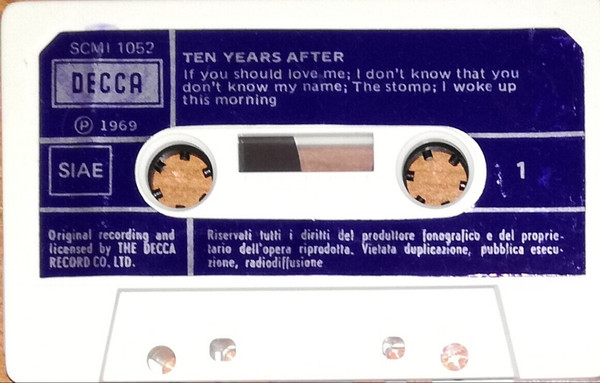 SCMI 1052
DECCA
Ⓟ 1969
SIAE
TEN YEARS AFTER
If you should love me; I don't know that you
don't know my name; The stomp; I woke up
this morning
1
Original recording and
licensed by THE DECCA
RECORD CO. LTD.
Riservati tutti i diritti del produttore fonografico e del proprie-
tario dell'opera riprodotta. Vietata duplicazione, pubblica esecu-
zione, radiodiffusione